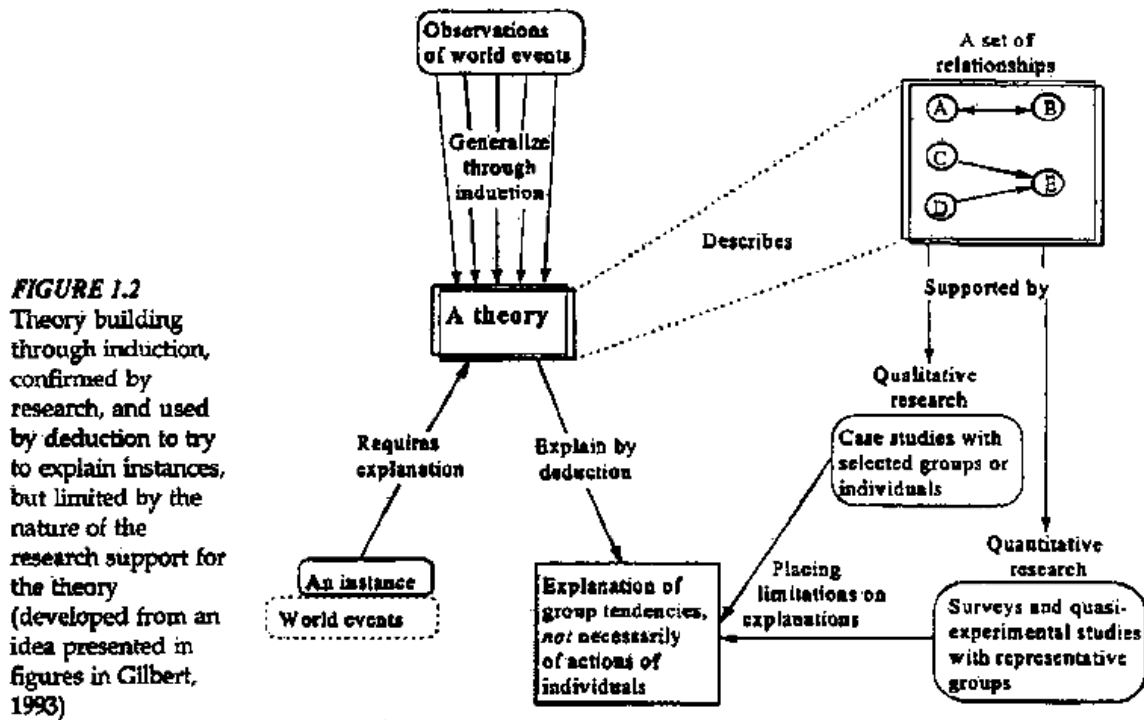 Observations
of world events
Generalize
through
induction
A theory
Describes
A set of
relationships
A
B
C
E
D
Supported by
Qualitative
research
Case studies with
selected groups or
individuals
Quantitative
research
Surveys and quasi-
experimental studies
with representative
groups
Placing
limitations on
explanations
Requires
explanation
Explain by
deduction
An instance
World events
Explanation of
group tendencies,
not necessarily
of actions of
individuals
FIGURE 1.2
Theory building
through induction,
confirmed by
research, and used
by deduction to try
to explain instances,
but limited by the
nature of the
research support for
the theory
(developed from an
idea presented in
figures in Gilbert,
1993)